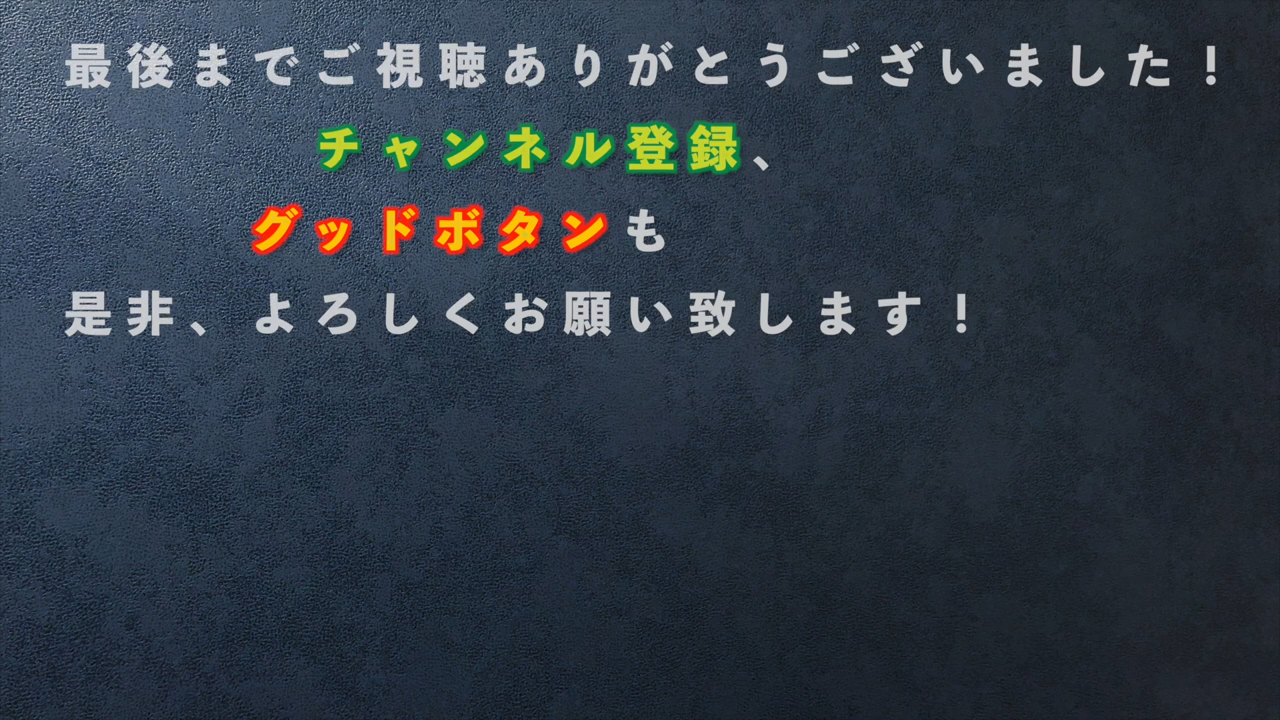 最後までご視聴ありがとうございました！
チャンネル登録、
グッドボタンも
是非、よろしくお願い致します！